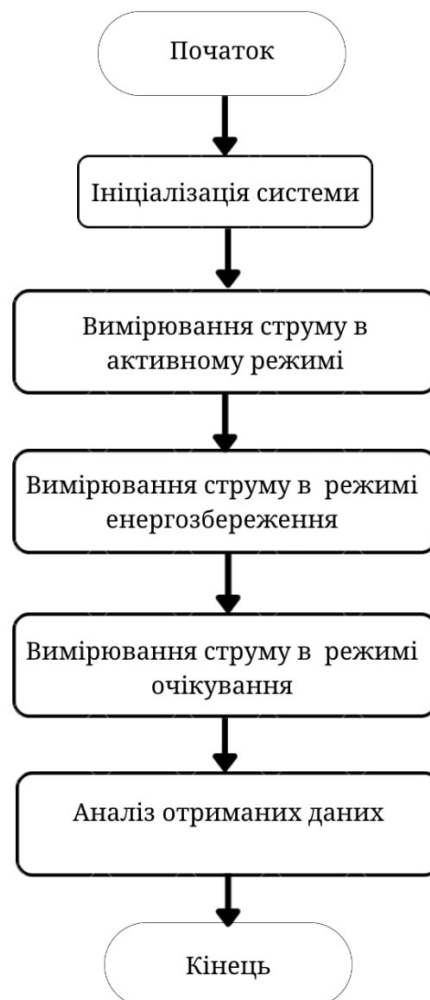 Початок
Ініціалізація системи
Вимірювання струму в
активному режимі
Вимірювання струму в режимі
енергозбереження
Вимірювання струму в режимі
очікування
Аналіз отриманих даних
Кінець